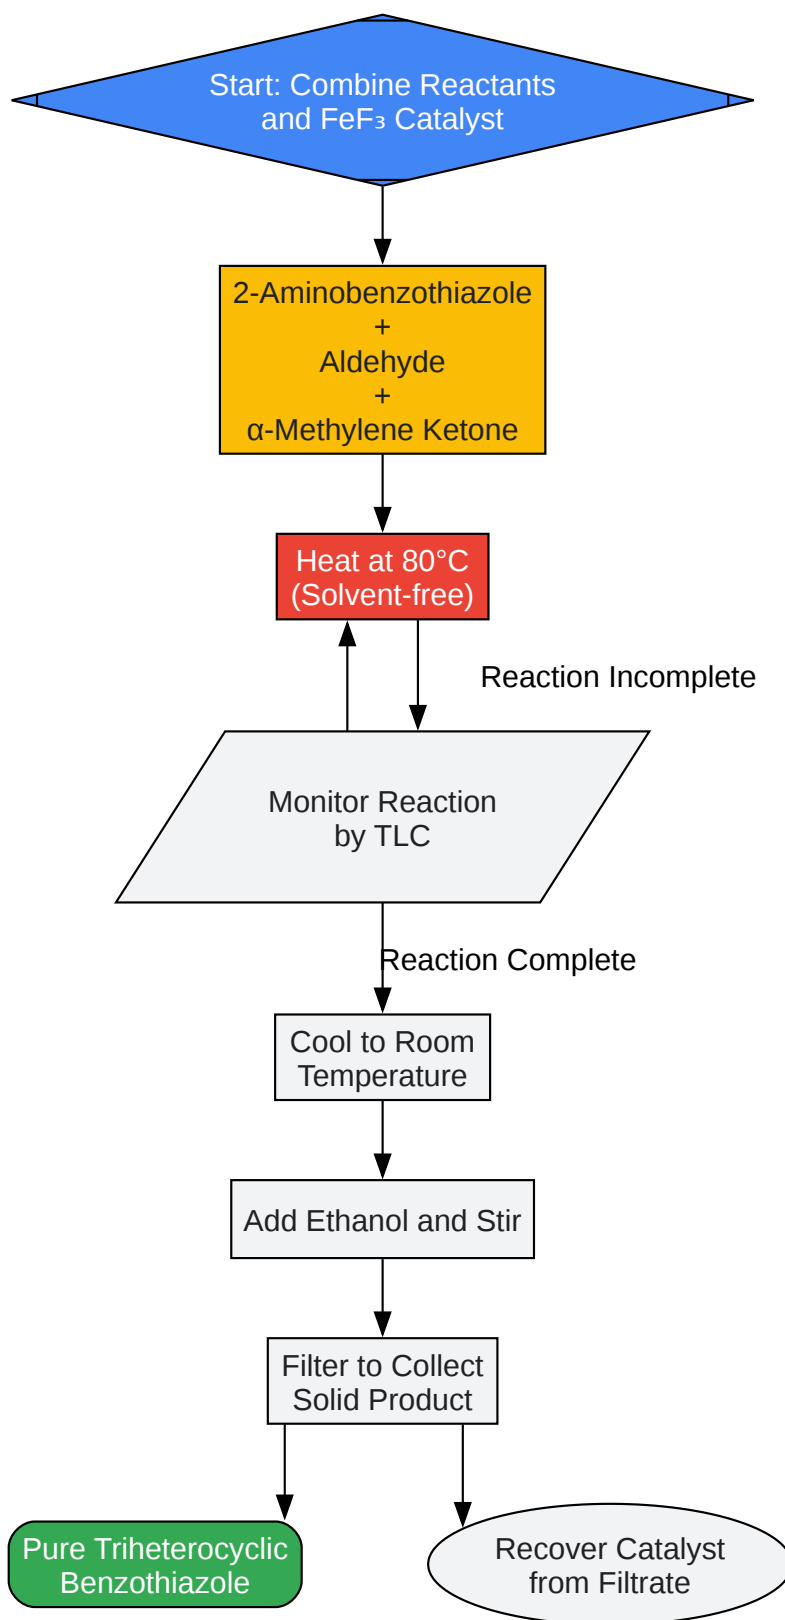 Start: Combine Reactants
and FeF₃ Catalyst
2-Aminobenzothiazole
+
Aldehyde
+
α-Methylene Ketone
Heat at 80°C
(Solvent-free)
Reaction Incomplete
Monitor Reaction
by TLC
Reaction Complete
Cool to Room
Temperature
Add Ethanol and Stir
Filter to Collect
Solid Product
Pure Triheterocyclic
Benzothiazole
Recover Catalyst
from Filtrate